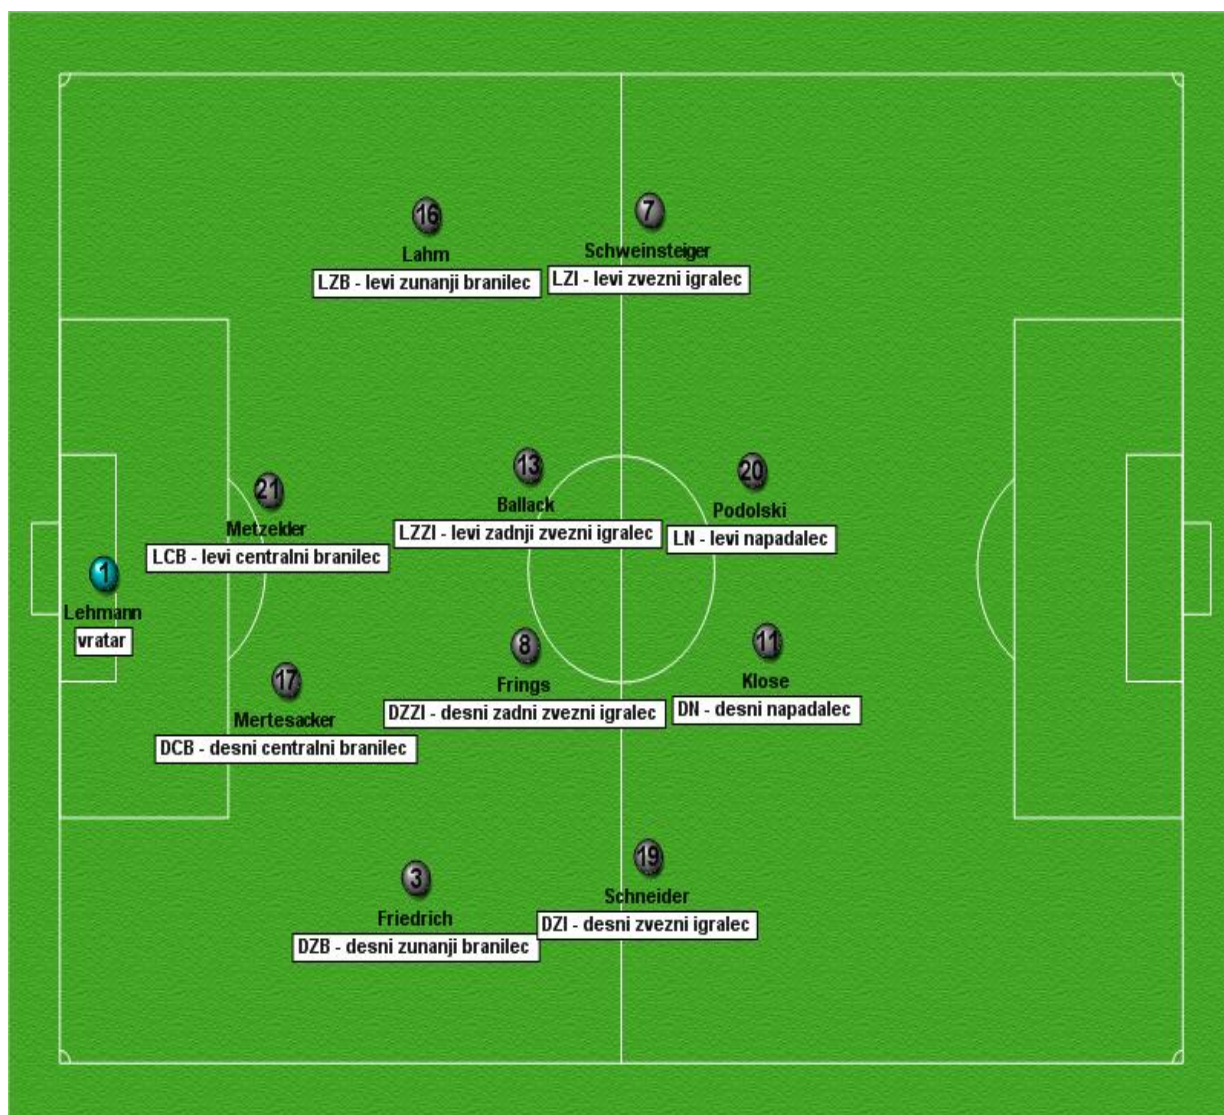 16
Lahm
LZB - levi zunanji branilec
7
Schweinsteiger
LZI - levi zvezni igralec
21
Metzelder
LCB - levi centralni branilec
13
Ballack
LZZI - levi zadnji zvezni igralec
20
Podolski
LN - levi napadalec
1
Lehmann
vratar
17
Mertesacker
DCB - desni centralni branilec
8
Frings
DZZI - desni zadni zvezni igralec
11
Klose
DN - desni napadalec
3
Friedrich
DZB - desni zunanji branilec
19
Schneider
DZI - desni zvezni igralec